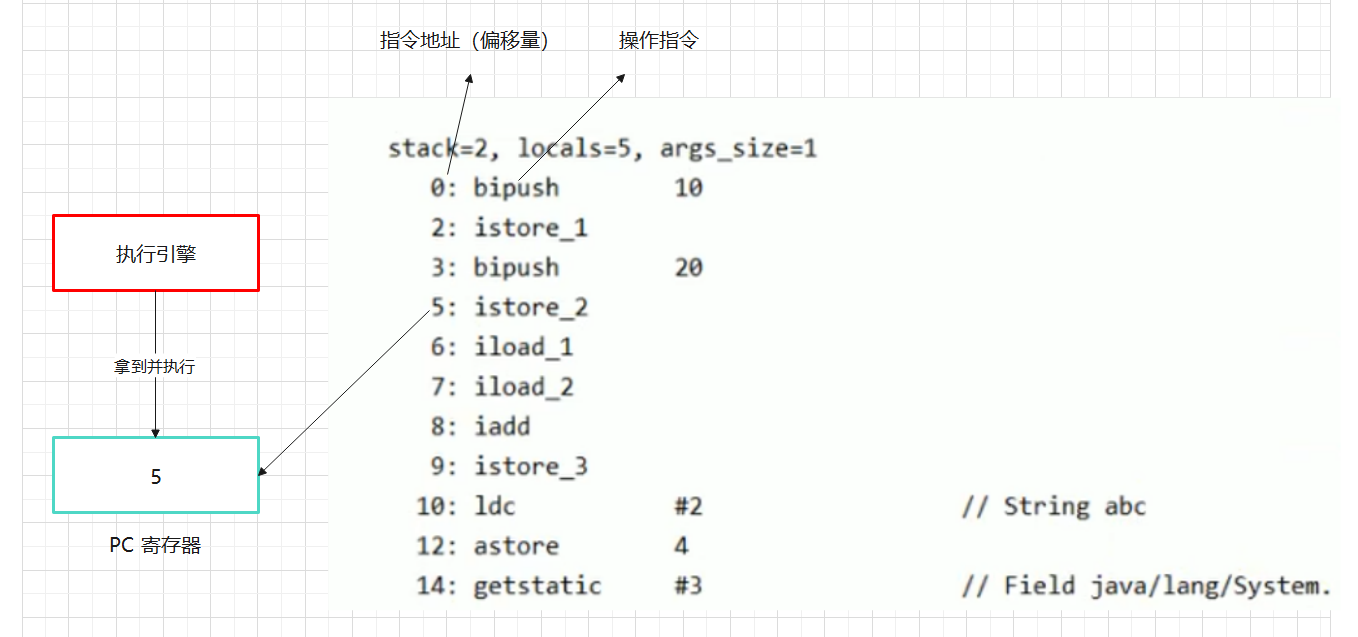 指令地址（偏移量） 操作指令
stack=2, locals=5, args_size=1
0: bipush 10
2: istore_1
3: bipush 20
5: istore_2
6: iload_1
7: iload_2
8: iadd
9: istore_3
10: ldc #2 // String abc
12: astore 4
14: getstatic #3 // Field java/lang/System.
执行引擎
拿到并执行
5
PC 寄存器